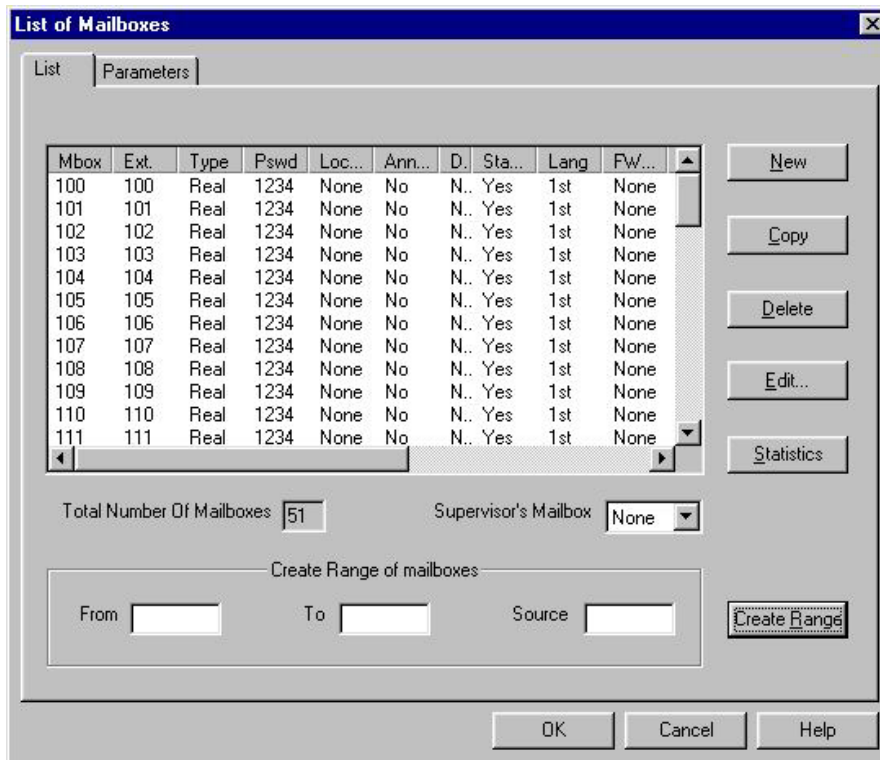 List of Mailboxes
List Parameters
Mbox Ext. Type Pswd Loc... Ann... D. Sta... Lang FW...
100 100 Real 1234 None No N.. Yes 1st None
101 101 Real 1234 None No N.. Yes 1st None
102 102 Real 1234 None No N.. Yes 1st None
103 103 Real 1234 None No N.. Yes 1st None
104 104 Real 1234 None No N.. Yes 1st None
105 105 Real 1234 None No N.. Yes 1st None
106 106 Real 1234 None No N.. Yes 1st None
107 107 Real 1234 None No N.. Yes 1st None
108 108 Real 1234 None No N.. Yes 1st None
109 109 Real 1234 None No N.. Yes 1st None
110 110 Real 1234 None No N.. Yes 1st None
111 111 Real 1234 None No N.. Yes 1st None
New
Copy
Delete
Edit...
Statistics
Total Number Of Mailboxes 51 Supervisor's Mailbox None
Create Range of mailboxes
From To Source Create Range
OK Cancel Help